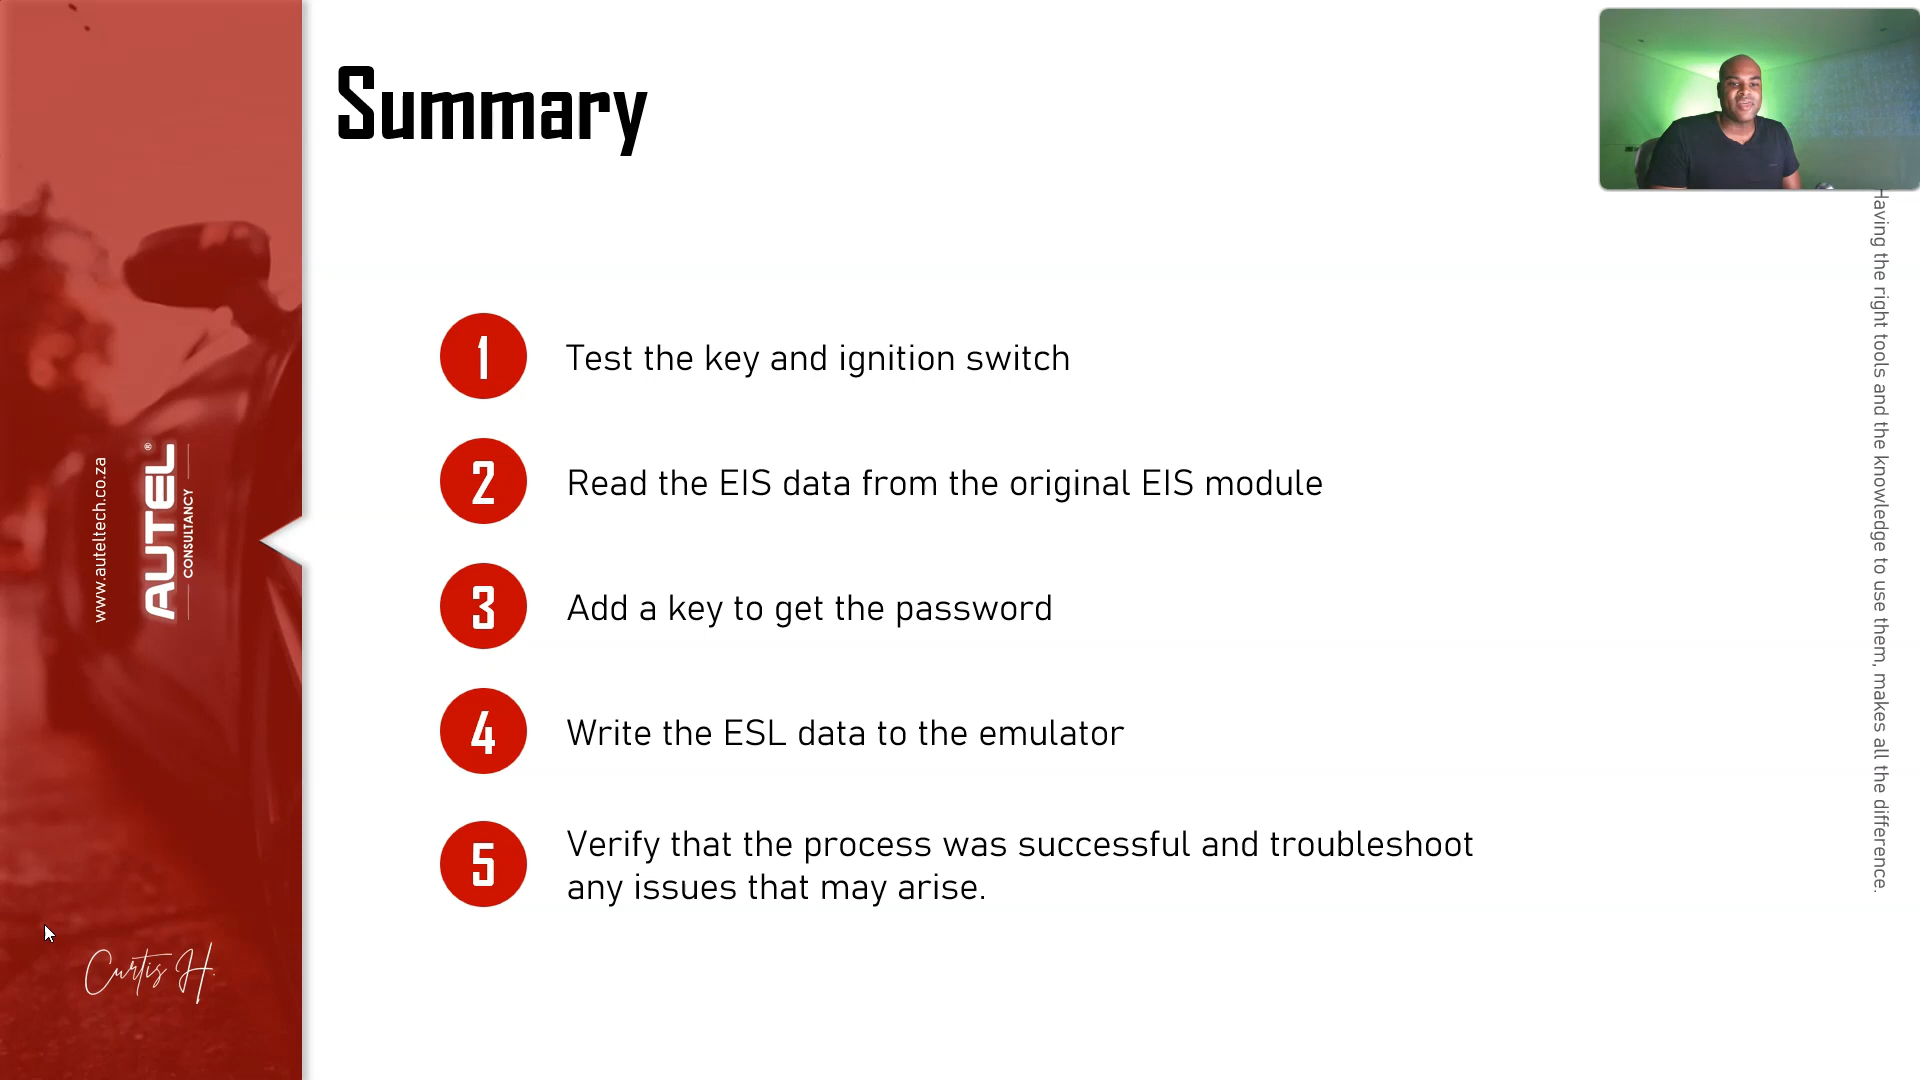 Summary
1
Test the key and ignition switch
2
Read the EIS data from the original EIS module
3
Add a key to get the password
4
Write the ESL data to the emulator
5
Verify that the process was successful and troubleshoot
any issues that may arise.
www.auteltech.co.za
AUTEL®
CONSULTANCY
Curtis H.
Having the right tools and the knowledge to use them, makes all the difference.